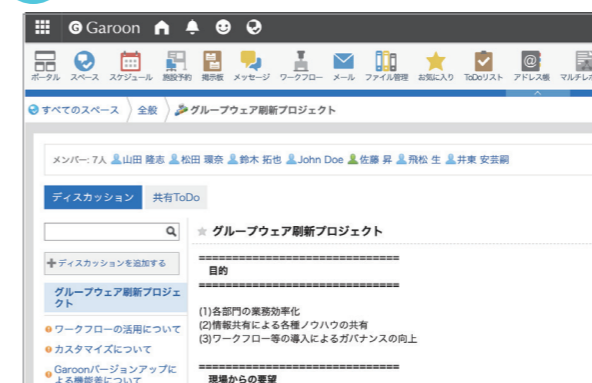 Garoon
ポータル スペース スケジュール 施設予約 掲示板 メッセージ ワークフロー メール ファイル管理 お気に入り ToDoリスト アドレス帳 マルチレポ
すべてのスペース 〉 全般 〉 グループウェア刷新プロジェクト
メンバー: 7人 山田 隆志 松田 環奈 鈴木 拓也 John Doe 佐藤 昇 飛松 生 井東 安芸嗣
ディスカッション 共有ToDo
★ グループウェア刷新プロジェクト
ディスカッションを追加する
グループウェア刷新プロジェクト
ワークフローの活用について
カスタマイズについて
Garoonバージョンアップに
よる機能差について
==============================
目的
==============================
(1)各部門の業務効率化
(2)情報共有による各種ノウハウの共有
(3)ワークフロー等の導入によるガバナンスの向上
==============================
現場からの要望